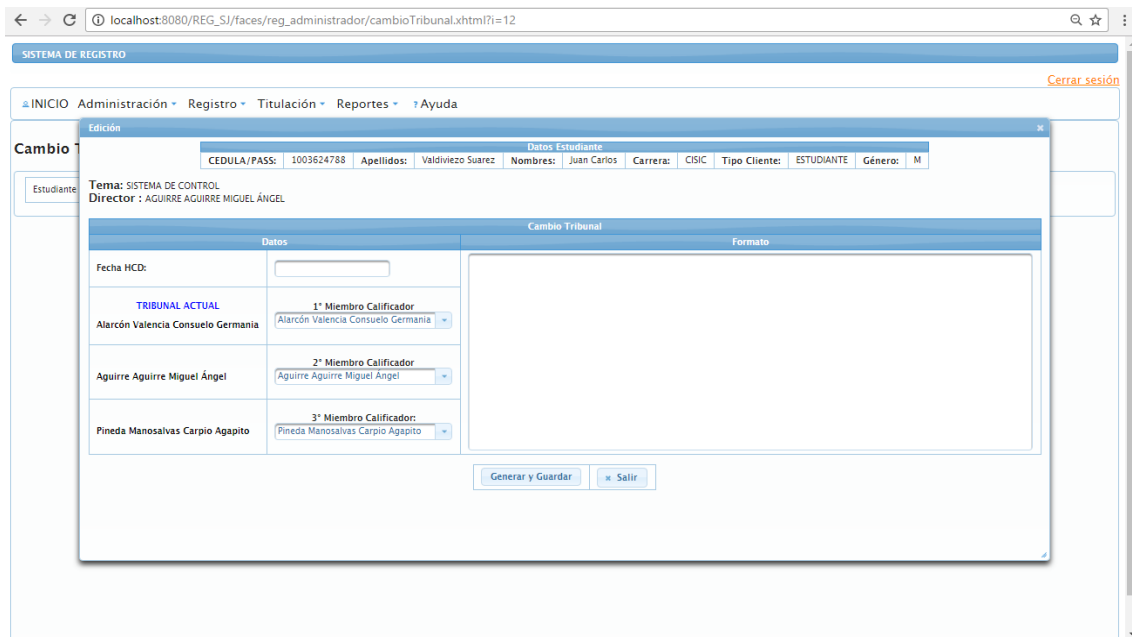 localhost:8080/REG_SJ/faces/reg_administrador/cambioTribunal.xhtml?i=12
SISTEMA DE REGISTRO
Cerrar sesión
INICIO Administración Registro Titulación Reportes ? Ayuda
Edición
Cambio T
Estudiante
Datos Estudiante
CEDULA/PASS: 1003624788 Apellidos: Valdiviezo Suarez Nombres: Juan Carlos Carrera: CISIC Tipo Cliente: ESTUDIANTE Género: M
Tema: SISTEMA DE CONTROL
Director : AGUIRRE AGUIRRE MIGUEL ÁNGEL
Cambio Tribunal
Datos Formato
Fecha HCD:
TRIBUNAL ACTUAL
Alarcón Valencia Consuelo Germania
1° Miembro Calificador
Alarcón Valencia Consuelo Germania
Aguirre Aguirre Miguel Ángel
2° Miembro Calificador
Aguirre Aguirre Miguel Ángel
Pineda Manosalvas Carpio Agapito
3° Miembro Calificador:
Pineda Manosalvas Carpio Agapito
Generar y Guardar Salir